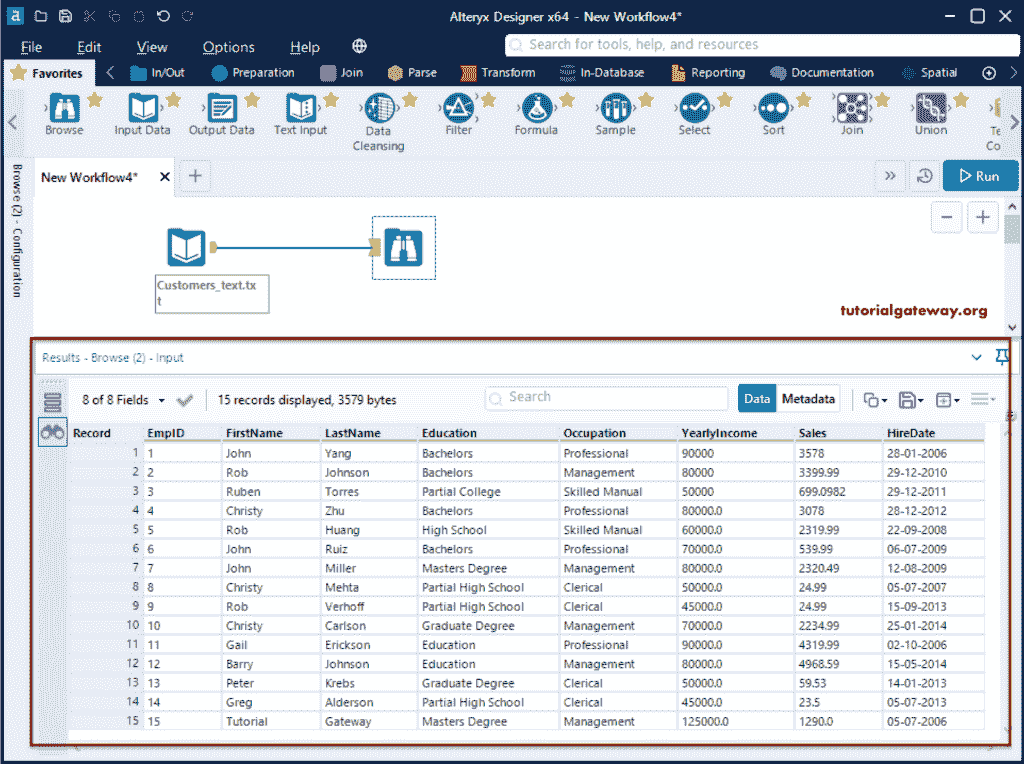 Alteryx Designer x64 - New Workflow4*
File Edit View Options Help Search for tools, help, and resources
Favorites In/Out Preparation Join Parse Transform In-Database Reporting Documentation Spatial
Browse Input Data Output Data Text Input Data Cleansing Filter Formula Sample Select Sort Join Union Te Co
New Workflow4* Run
Browse (2) - Configuration
Customers_text.tx
t
tutorialgateway.org
Results - Browse (2) - Input
8 of 8 Fields 15 records displayed, 3579 bytes Search Data Metadata
Record EmpID FirstName LastName Education Occupation YearlyIncome Sales HireDate
1 1 John Yang Bachelors Professional 90000 3578 28-01-2006
2 2 Rob Johnson Bachelors Management 80000 3399.99 29-12-2010
3 3 Ruben Torres Partial College Skilled Manual 50000 699.0982 29-12-2011
4 4 Christy Zhu Bachelors Professional 80000.0 3078 28-12-2012
5 5 Rob Huang High School Skilled Manual 60000.0 2319.99 22-09-2008
6 6 John Ruiz Bachelors Professional 70000.0 539.99 06-07-2009
7 7 John Miller Masters Degree Management 80000.0 2320.49 12-08-2009
8 8 Christy Mehta Partial High School Clerical 50000.0 24.99 05-07-2007
9 9 Rob Verhoff Partial High School Clerical 45000.0 24.99 15-09-2013
10 10 Christy Carlson Graduate Degree Management 70000.0 2234.99 25-01-2014
11 11 Gail Erickson Education Professional 90000.0 4319.99 02-10-2006
12 12 Barry Johnson Education Management 80000.0 4968.59 15-05-2014
13 13 Peter Krebs Graduate Degree Clerical 50000.0 59.53 14-01-2013
14 14 Greg Alderson Partial High School Clerical 45000.0 23.5 05-07-2013
15 15 Tutorial Gateway Masters Degree Management 125000.0 1290.0 05-07-2006